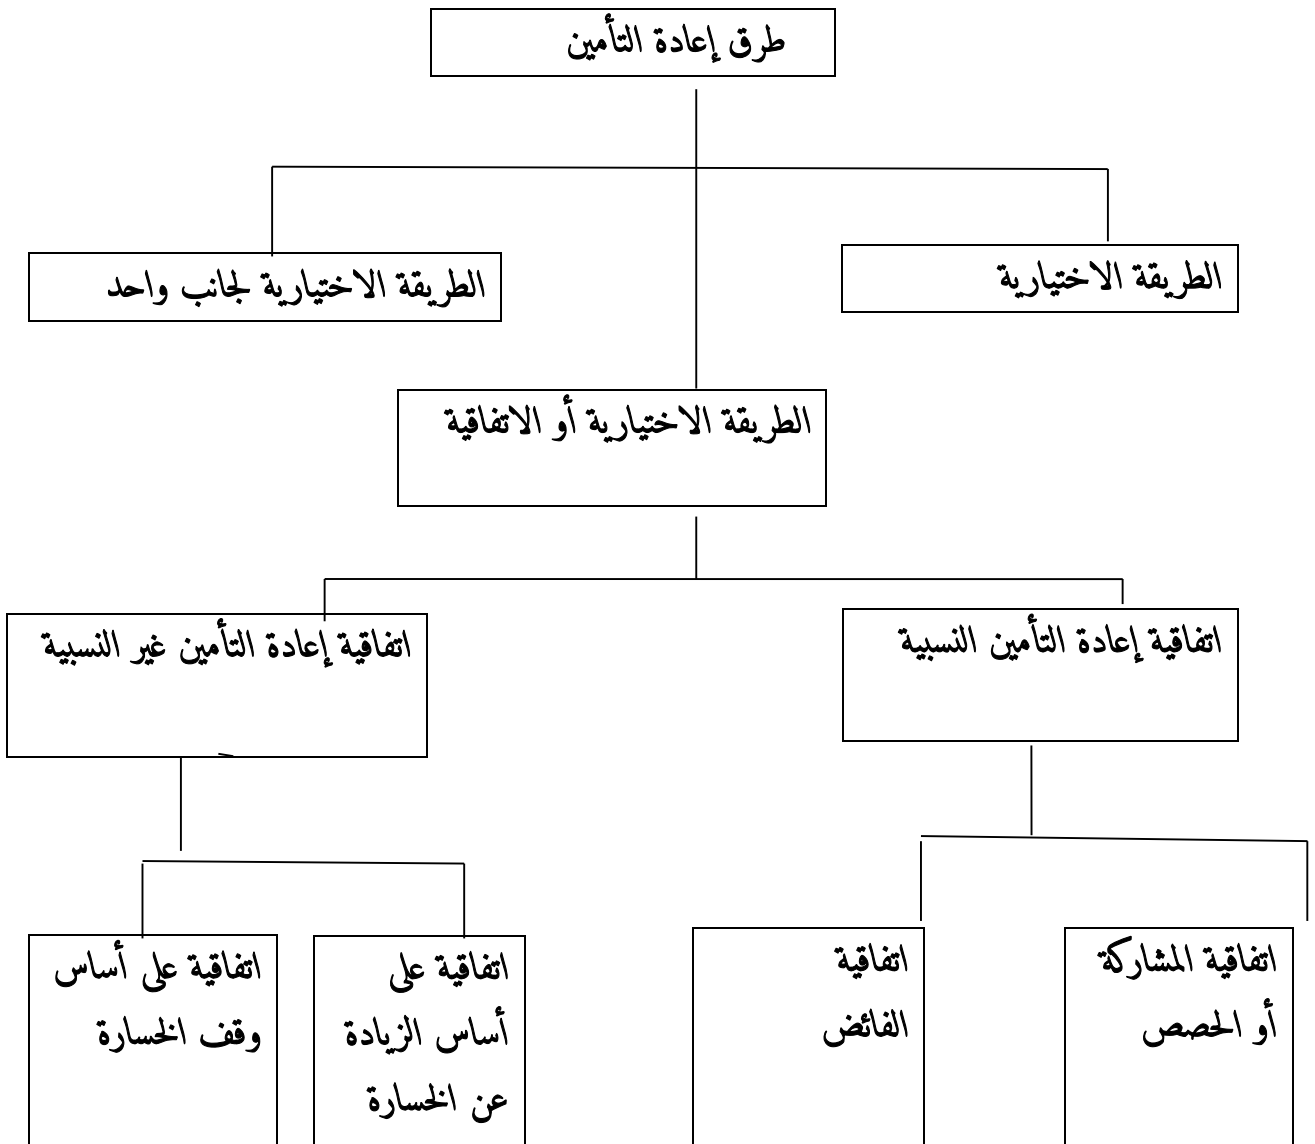 طرق إعادة التأمين
الطريقة الاختيارية
الطريقة الاختيارية لجانب واحد
الطريقة الاختيارية أو الاتفاقية
اتفاقية إعادة التأمين النسبية
اتفاقية إعادة التأمين غير النسبية
اتفاقية المشاركة
أو الحصص
اتفاقية
الفائض
اتفاقية على
أساس الزيادة
عن الخسارة
اتفاقية على أساس
وقف الخسارة